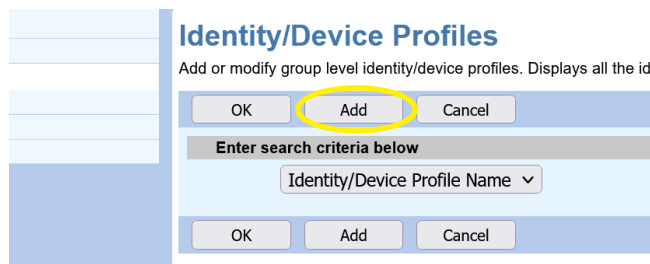 Identity/Device Profiles
Add or modify group level identity/device profiles. Displays all the id
OK Add Cancel
Enter search criteria below
Identity/Device Profile Name
OK Add Cancel